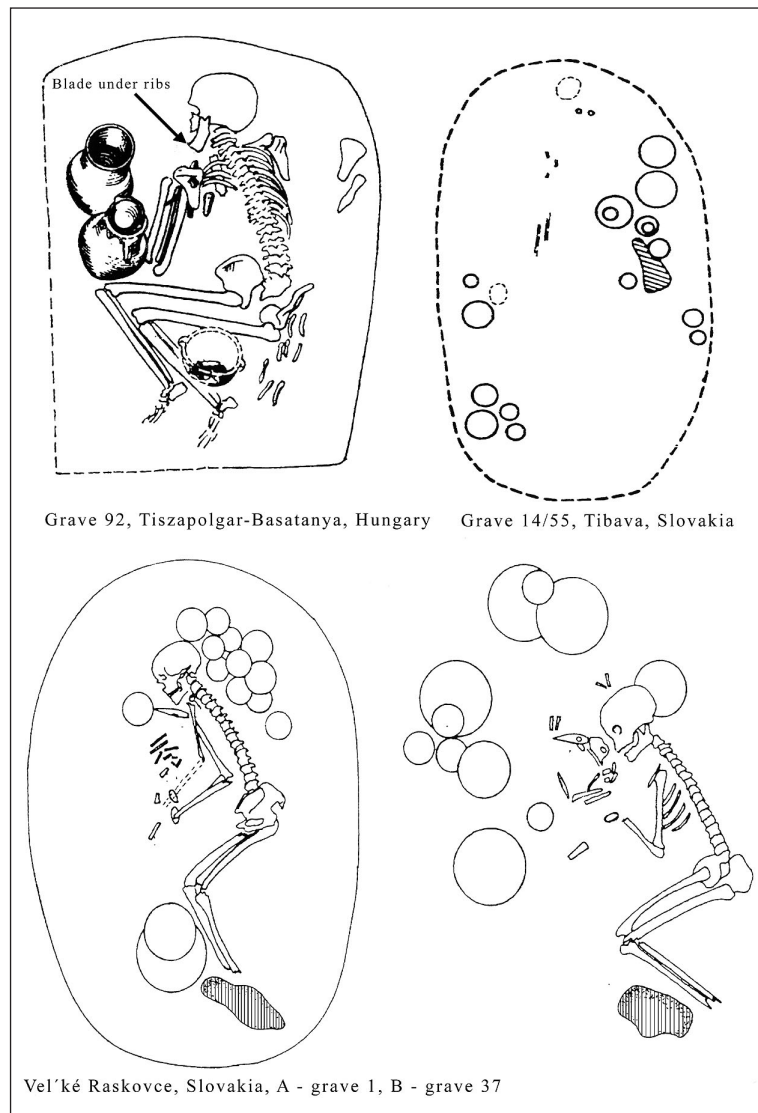 Blade under ribs
Grave 92, Tiszapolgar-Basatanya, Hungary
Grave 14/55, Tibava, Slovakia
Vel´ké Raskovce, Slovakia, A - grave 1, B - grave 37